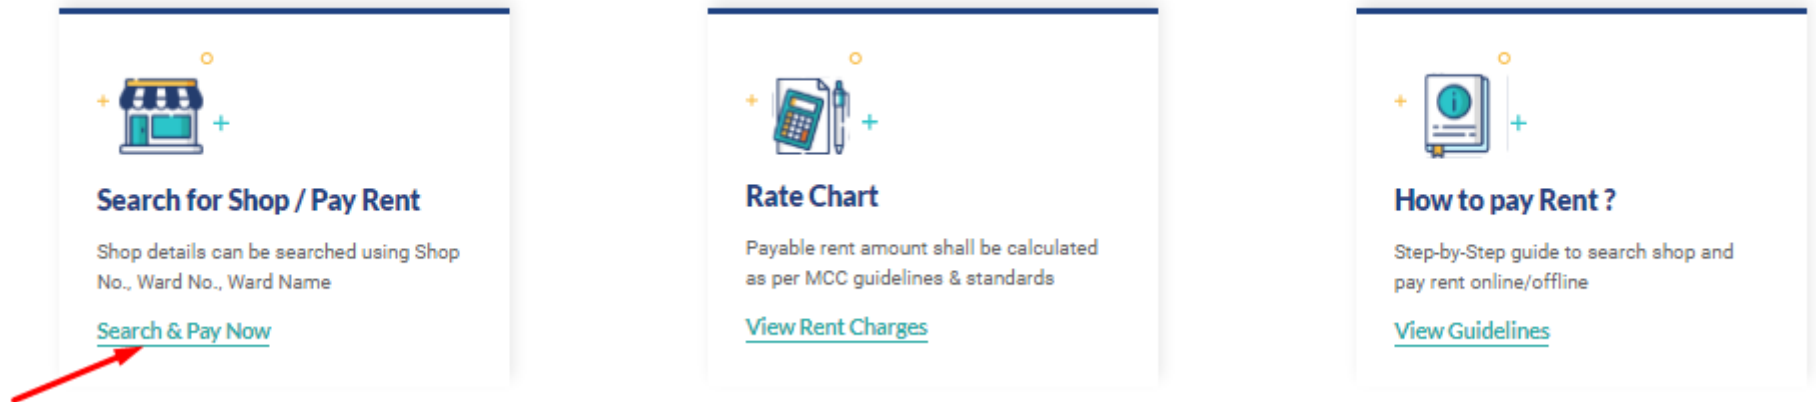 Search for Shop / Pay Rent
Shop details can be searched using Shop
No., Ward No., Ward Name
Search & Pay Now
Rate Chart
Payable rent amount shall be calculated
as per MCC guidelines & standards
View Rent Charges
How to pay Rent ?
Step-by-Step guide to search shop and
pay rent online/offline
View Guidelines